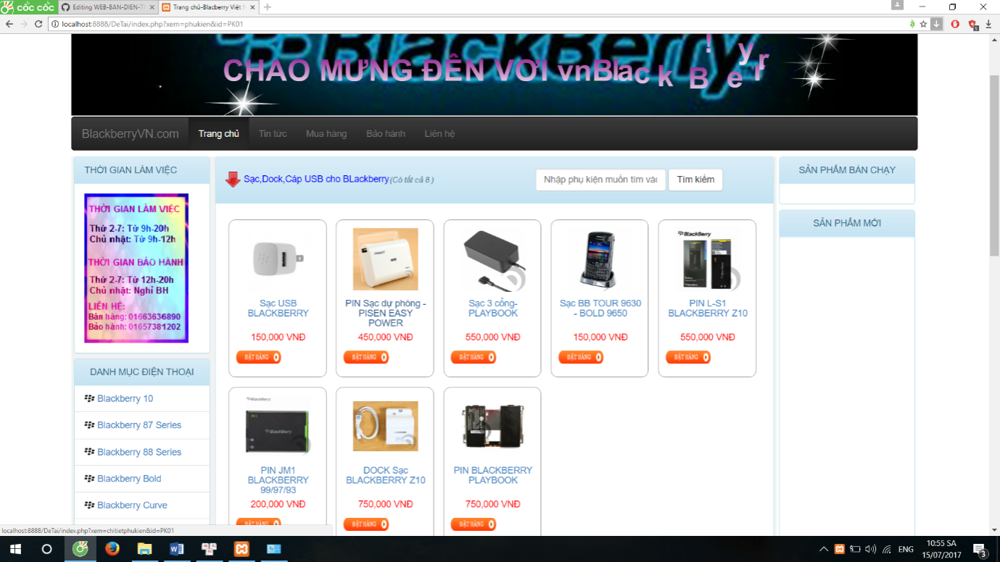 cốc cốc
Editing WEB-BAN-DIEN-T
Trang chủ-Blacberry Việt
localhost:8888/DeTai/index.php?xem=phukien&id=PK01
BlackBerry
CHÀO MỪNG ĐẾN VỚI vnBlackBerry!
BlackberryVN.com
Trang chủ
Tin tức
Mua hàng
Bảo hành
Liên hệ
THỜI GIAN LÀM VIỆC
THỜI GIAN LÀM VIỆC
Thứ 2-7: Từ 9h-20h
Chủ nhật: Từ 9h-12h
THỜI GIAN BẢO HÀNH
Thứ 2-7: Từ 12h-20h
Chủ nhật: Nghỉ BH
LIÊN HỆ:
Bán hàng: 01663636890
Bảo hành: 01657381202
DANH MỤC ĐIỆN THOẠI
Blackberry 10
Blackberry 87 Series
Blackberry 88 Series
Blackberry Bold
Blackberry Curve
Sạc,Dock,Cáp USB cho BLackberry(Có tất cả 8 )
Nhập phụ kiện muốn tìm vàc
Tìm kiếm
Sạc USB
BLACKBERRY
150,000 VNĐ
ĐẶT HÀNG
PIN Sạc dự phòng -
PISEN EASY
POWER
450,000 VNĐ
ĐẶT HÀNG
Sạc 3 cổng-
PLAYBOOK
550,000 VNĐ
ĐẶT HÀNG
Sạc BB TOUR 9630
- BOLD 9650
150,000 VNĐ
ĐẶT HÀNG
BlackBerry
PIN L-S1
BLACKBERRY Z10
550,000 VNĐ
ĐẶT HÀNG
BlackBerry
BlackBerry
PIN JM1
BLACKBERRY
99/97/93
200,000 VNĐ
ĐẶT HÀNG
DOCK Sạc
BLACKBERRY Z10
750,000 VNĐ
ĐẶT HÀNG
PIN BLACKBERRY
PLAYBOOK
750,000 VNĐ
ĐẶT HÀNG
SẢN PHẨM BÁN CHẠY
SẢN PHẨM MỚI
localhost:8888/DeTai/index.php?xem=chitietphukien&id=PK01
ENG
10:55 SA
15/07/2017
3